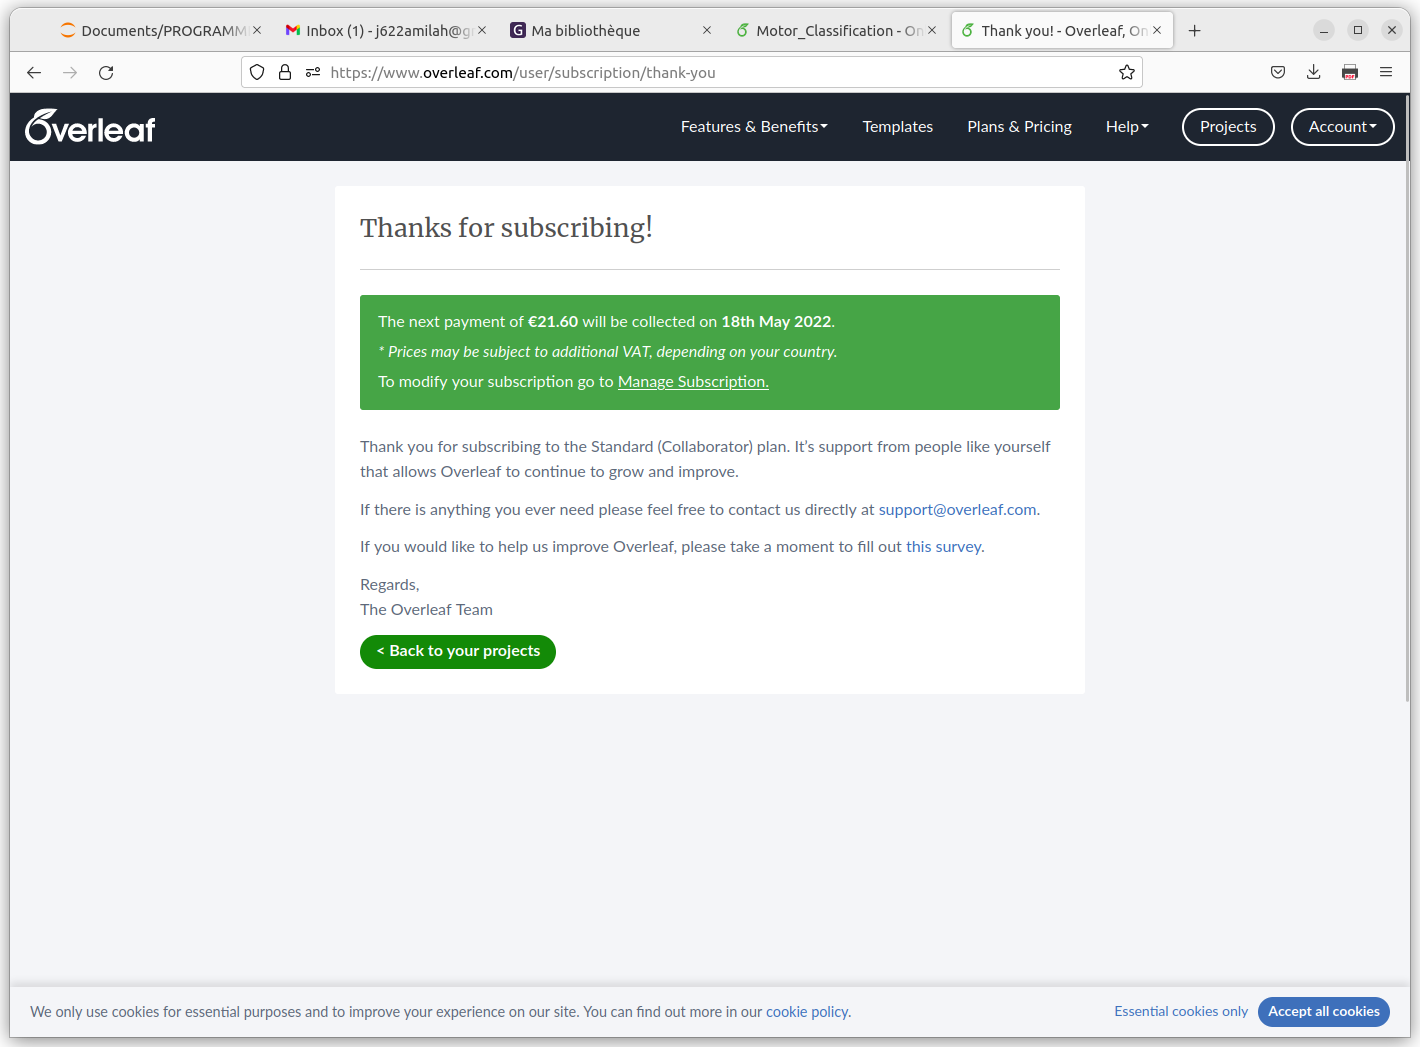 Documents/PROGRAMM
Inbox (1) - j622amilah@g
Ma bibliothèque
Motor_Classification - On
Thank you! - Overleaf, On
https://www.overleaf.com/user/subscription/thank-you
Overleaf
Features & Benefits
Templates
Plans & Pricing
Help
Projects
Account
Thanks for subscribing!
The next payment of €21.60 will be collected on 18th May 2022.
* Prices may be subject to additional VAT, depending on your country.
To modify your subscription go to Manage Subscription.
Thank you for subscribing to the Standard (Collaborator) plan. It’s support from people like yourself
that allows Overleaf to continue to grow and improve.
If there is anything you ever need please feel free to contact us directly at support@overleaf.com.
If you would like to help us improve Overleaf, please take a moment to fill out this survey.
Regards,
The Overleaf Team
< Back to your projects
We only use cookies for essential purposes and to improve your experience on our site. You can find out more in our cookie policy.
Essential cookies only
Accept all cookies